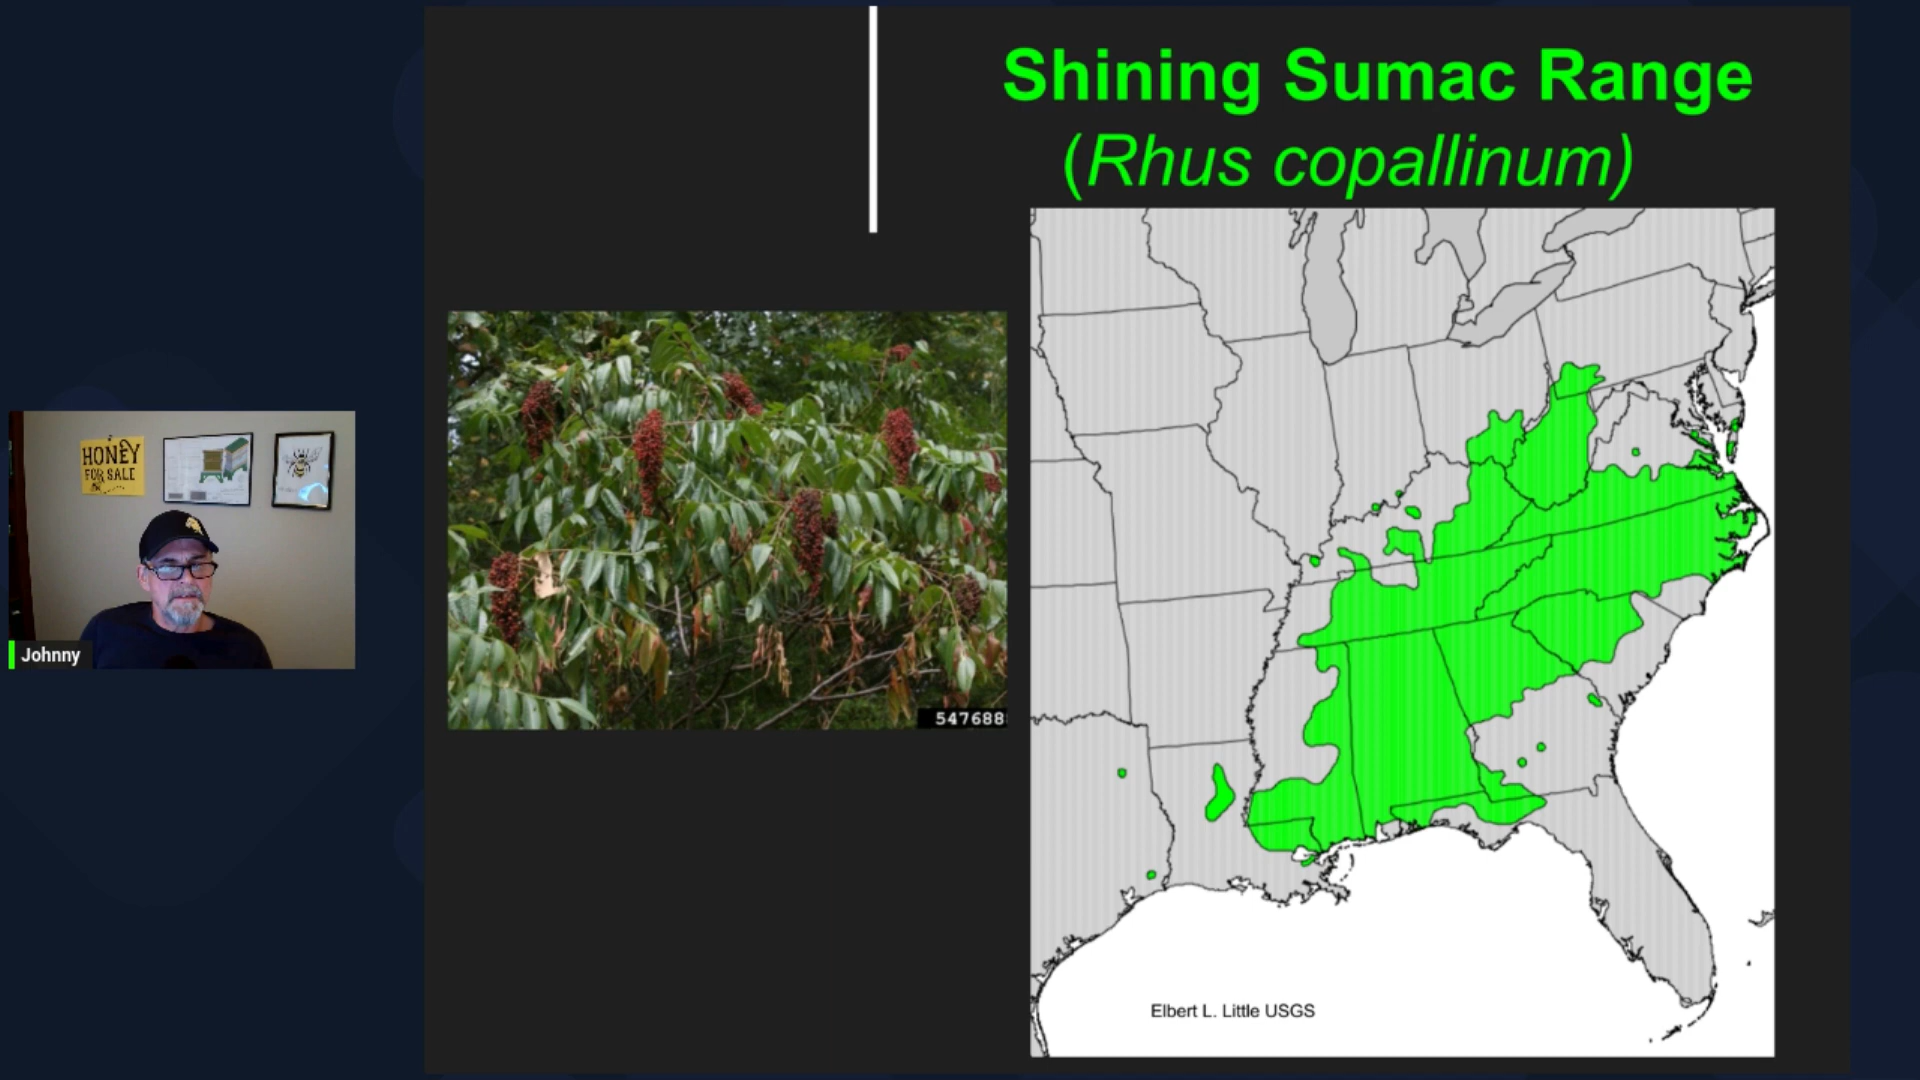 Shining Sumac Range
(Rhus copallinum)
HONEY
FOR SALE
Johnny
547688
Elbert L. Little USGS